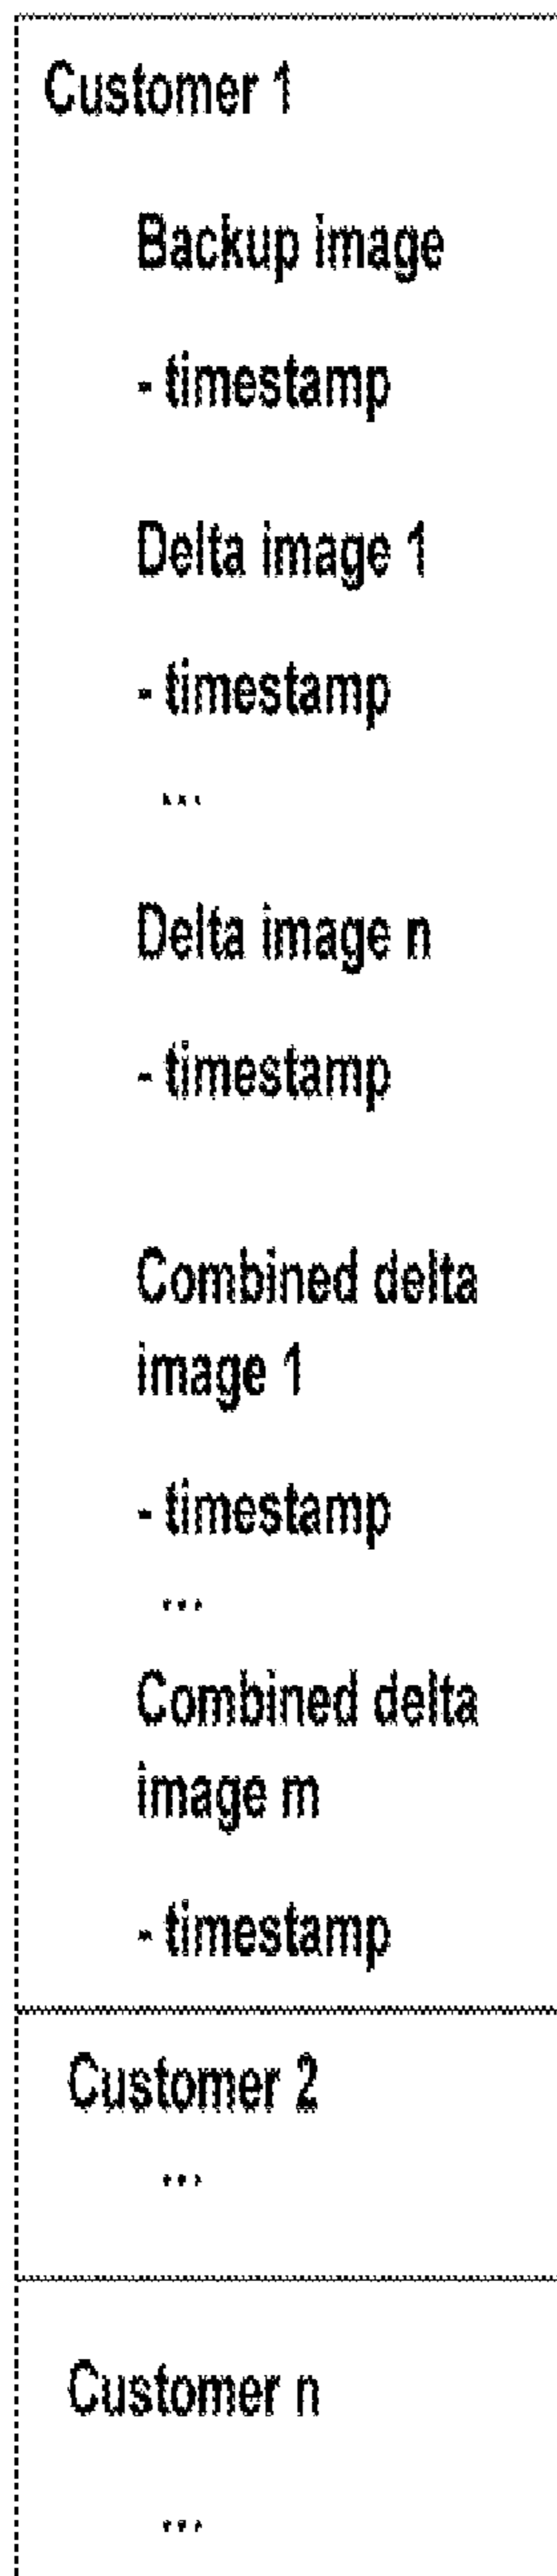 Customer 1
Backup image
- timestamp
Delta image 1
- timestamp
...
Delta image n
- timestamp
Combined delta
image 1
- timestamp
...
Combined delta
image m
- timestamp
Customer 2
...
Customer n
...